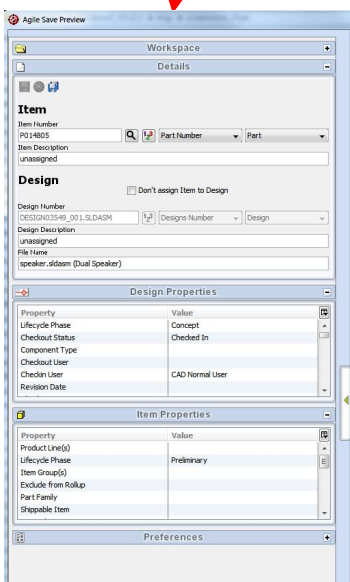 Agile Save Preview
Workspace
Details
Item
Item Number
P014805 Part Number Part
Item Description
unassigned
Design
Don't assign Item to Design
Design Number
DESIGN03549_001.SLDASM Designs Number Design
Design Description
unassigned
File Name
speaker.sldasm (Dual Speaker)
Design Properties
Property Value
Lifecycle Phase Concept
Checkout Status Checked In
Component Type
Checkout User
Checkin User CAD Normal User
Revision Date
Item Properties
Property Value
Product Line(s)
Lifecycle Phase Preliminary
Item Group(s)
Exclude from Rollup
Part Family
Shippable Item
Preferences